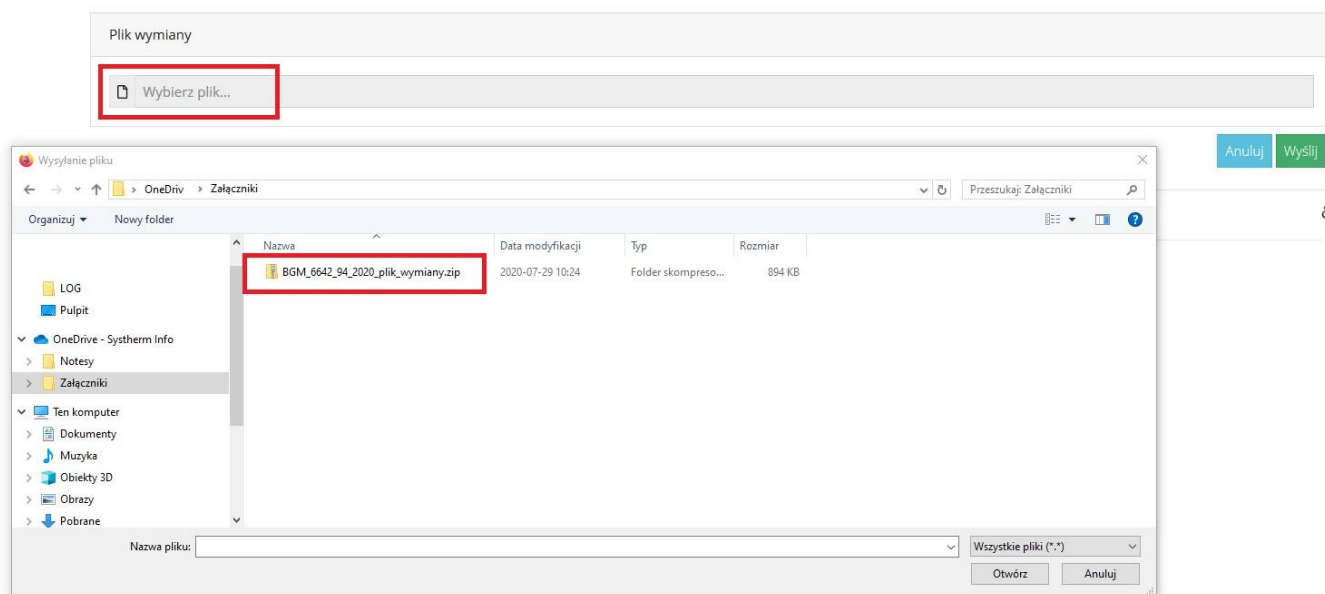 Plik wymiany
Wybierz plik...
Anuluj Wyślij
Wysyłanie pliku
OneDriv > Załączniki
Przeszukaj: Załączniki
Organizuj Nowy folder
Nazwa Data modyfikacji Typ Rozmiar
BGM_6642_94_2020_plik_wymiany.zip 2020-07-29 10:24 Folder skompreso... 894 KB
LOG
Pulpit
OneDrive - Systherm Info
Notesy
Załączniki
Ten komputer
Dokumenty
Muzyka
Obiekty 3D
Obrazy
Pobrane
Nazwa pliku: Wszystkie pliki (*.*)
Otwórz Anuluj